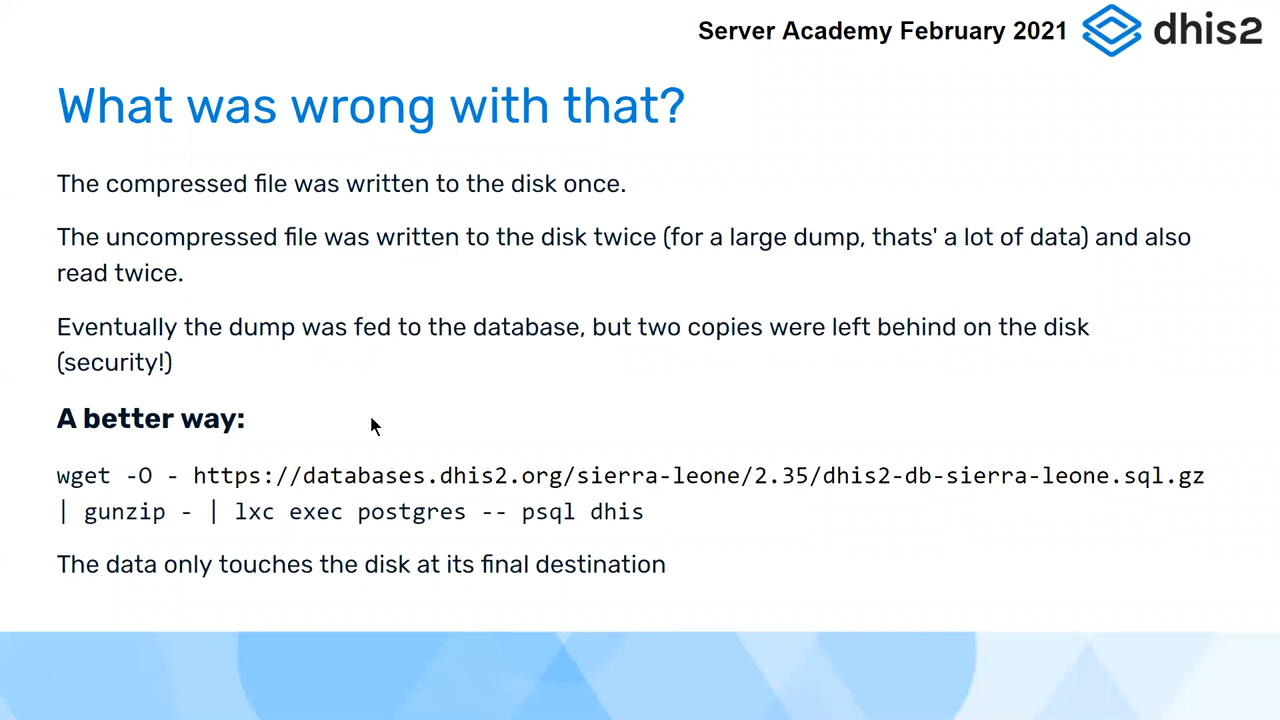 Server Academy February 2021
dhis2
What was wrong with that?
The compressed file was written to the disk once.
The uncompressed file was written to the disk twice (for a large dump, thats' a lot of data) and also
read twice.
Eventually the dump was fed to the database, but two copies were left behind on the disk
(security!)
A better way:
wget -O - https://databases.dhis2.org/sierra-leone/2.35/dhis2-db-sierra-leone.sql.gz
| gunzip - | lxc exec postgres -- psql dhis
The data only touches the disk at its final destination